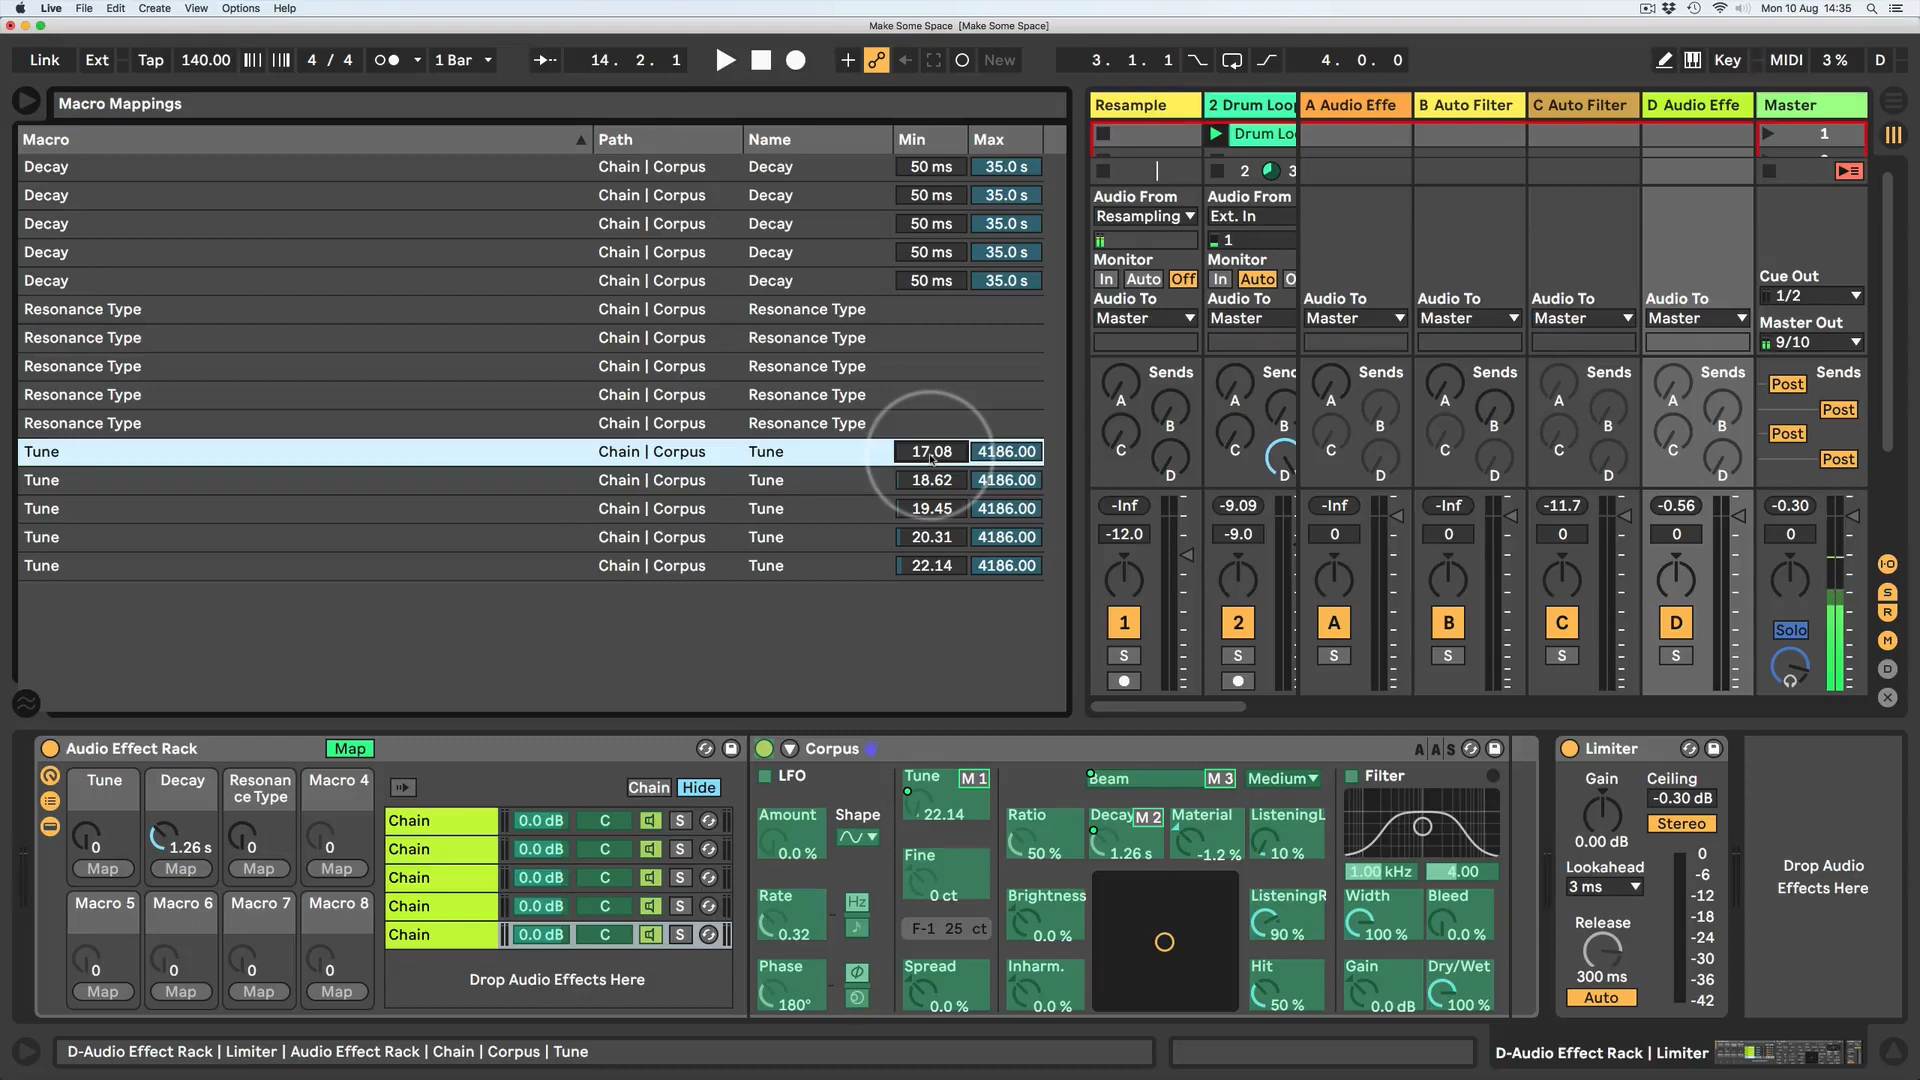 Live File Edit Create View Options Help Mon 10 Aug 14:35
Make Some Space [Make Some Space]
Link Ext Tap 140.00 4 / 4 1 Bar 14. 2. 1 New 3. 1. 1 4. 0. 0 Key MIDI 3 % D
Macro Mappings
Macro Path Name Min Max
Decay Chain | Corpus Decay 50 ms 35.0 s
Decay Chain | Corpus Decay 50 ms 35.0 s
Decay Chain | Corpus Decay 50 ms 35.0 s
Decay Chain | Corpus Decay 50 ms 35.0 s
Decay Chain | Corpus Decay 50 ms 35.0 s
Resonance Type Chain | Corpus Resonance Type
Resonance Type Chain | Corpus Resonance Type
Resonance Type Chain | Corpus Resonance Type
Resonance Type Chain | Corpus Resonance Type
Resonance Type Chain | Corpus Resonance Type
Tune Chain | Corpus Tune 17.08 4186.00
Tune Chain | Corpus Tune 18.62 4186.00
Tune Chain | Corpus Tune 19.45 4186.00
Tune Chain | Corpus Tune 20.31 4186.00
Tune Chain | Corpus Tune 22.14 4186.00
Resample 2 Drum Loop A Audio Effe B Auto Filter C Auto Filter D Audio Effe Master
Drum Lo 1
2 3
Audio From Audio From
Resampling Ext. In
1
Monitor Monitor
In Auto Off In Auto O
Cue Out
1/2
Audio To Audio To Audio To Audio To Audio To Audio To
Master Master Master Master Master Master
Master Out
9/10
Sends Senc Sends Sends Sends Sends Sends
A B C D A B C D A B C D A B C D A B C D A B C D Post Post Post Post
-Inf -9.09 -Inf -Inf -11.7 -0.56 -0.30
-12.0 -9.0 0 0 0 0 0
1 2 A B C D Solo
S S S S S S
I·O
S
R
M
D
Audio Effect Rack Map
Tune Decay Resonan ce Type Macro 4
0 1.26 s 0 0
Map Map Map Map
Macro 5 Macro 6 Macro 7 Macro 8
0 0 0 0
Map Map Map Map
Chain Hide
Chain 0.0 dB C S
Chain 0.0 dB C S
Chain 0.0 dB C S
Chain 0.0 dB C S
Chain 0.0 dB C S
Drop Audio Effects Here
Corpus A A S
LFO Tune M 1 Beam M 3 Medium Filter
22.14
Amount Shape Ratio Decay M 2 Material ListeningL
0.0 % 50 % 1.26 s -1.2 % 10 %
Fine
0 ct
1.00 kHz 4.00
Rate Hz Brightness ListeningR Width Bleed
0.32 F-1 25 ct 0.0 % 90 % 100 % 0.0 %
Phase Spread Inharm. Hit Gain Dry/Wet
180° 0.0 % 0.0 % 50 % 0.0 dB 100 %
Limiter
Gain Ceiling
-0.30 dB
0.00 dB Stereo
Lookahead
3 ms
Release
300 ms
Auto
0
-6
-12
-18
-24
-30
-36
-42
Drop Audio
Effects Here
D-Audio Effect Rack | Limiter | Audio Effect Rack | Chain | Corpus | Tune
D-Audio Effect Rack | Limiter